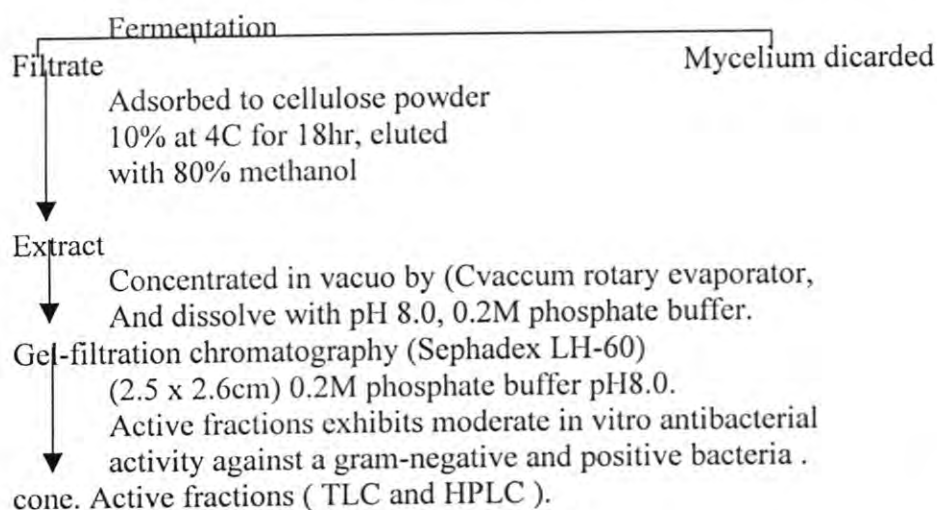 Fermentation
Filtrate Mycelium dicarded
Adsorbed to cellulose powder
10% at 4C for 18hr, eluted
with 80% methanol
Extract
Concentrated in vacuo by (Cvaccum rotary evaporator,
And dissolve with pH 8.0, 0.2M phosphate buffer.
Gel-filtration chromatography (Sephadex LH-60)
(2.5 x 2.6cm) 0.2M phosphate buffer pH8.0.
Active fractions exhibits moderate in vitro antibacterial
activity against a gram-negative and positive bacteria .
cone. Active fractions ( TLC and HPLC ).